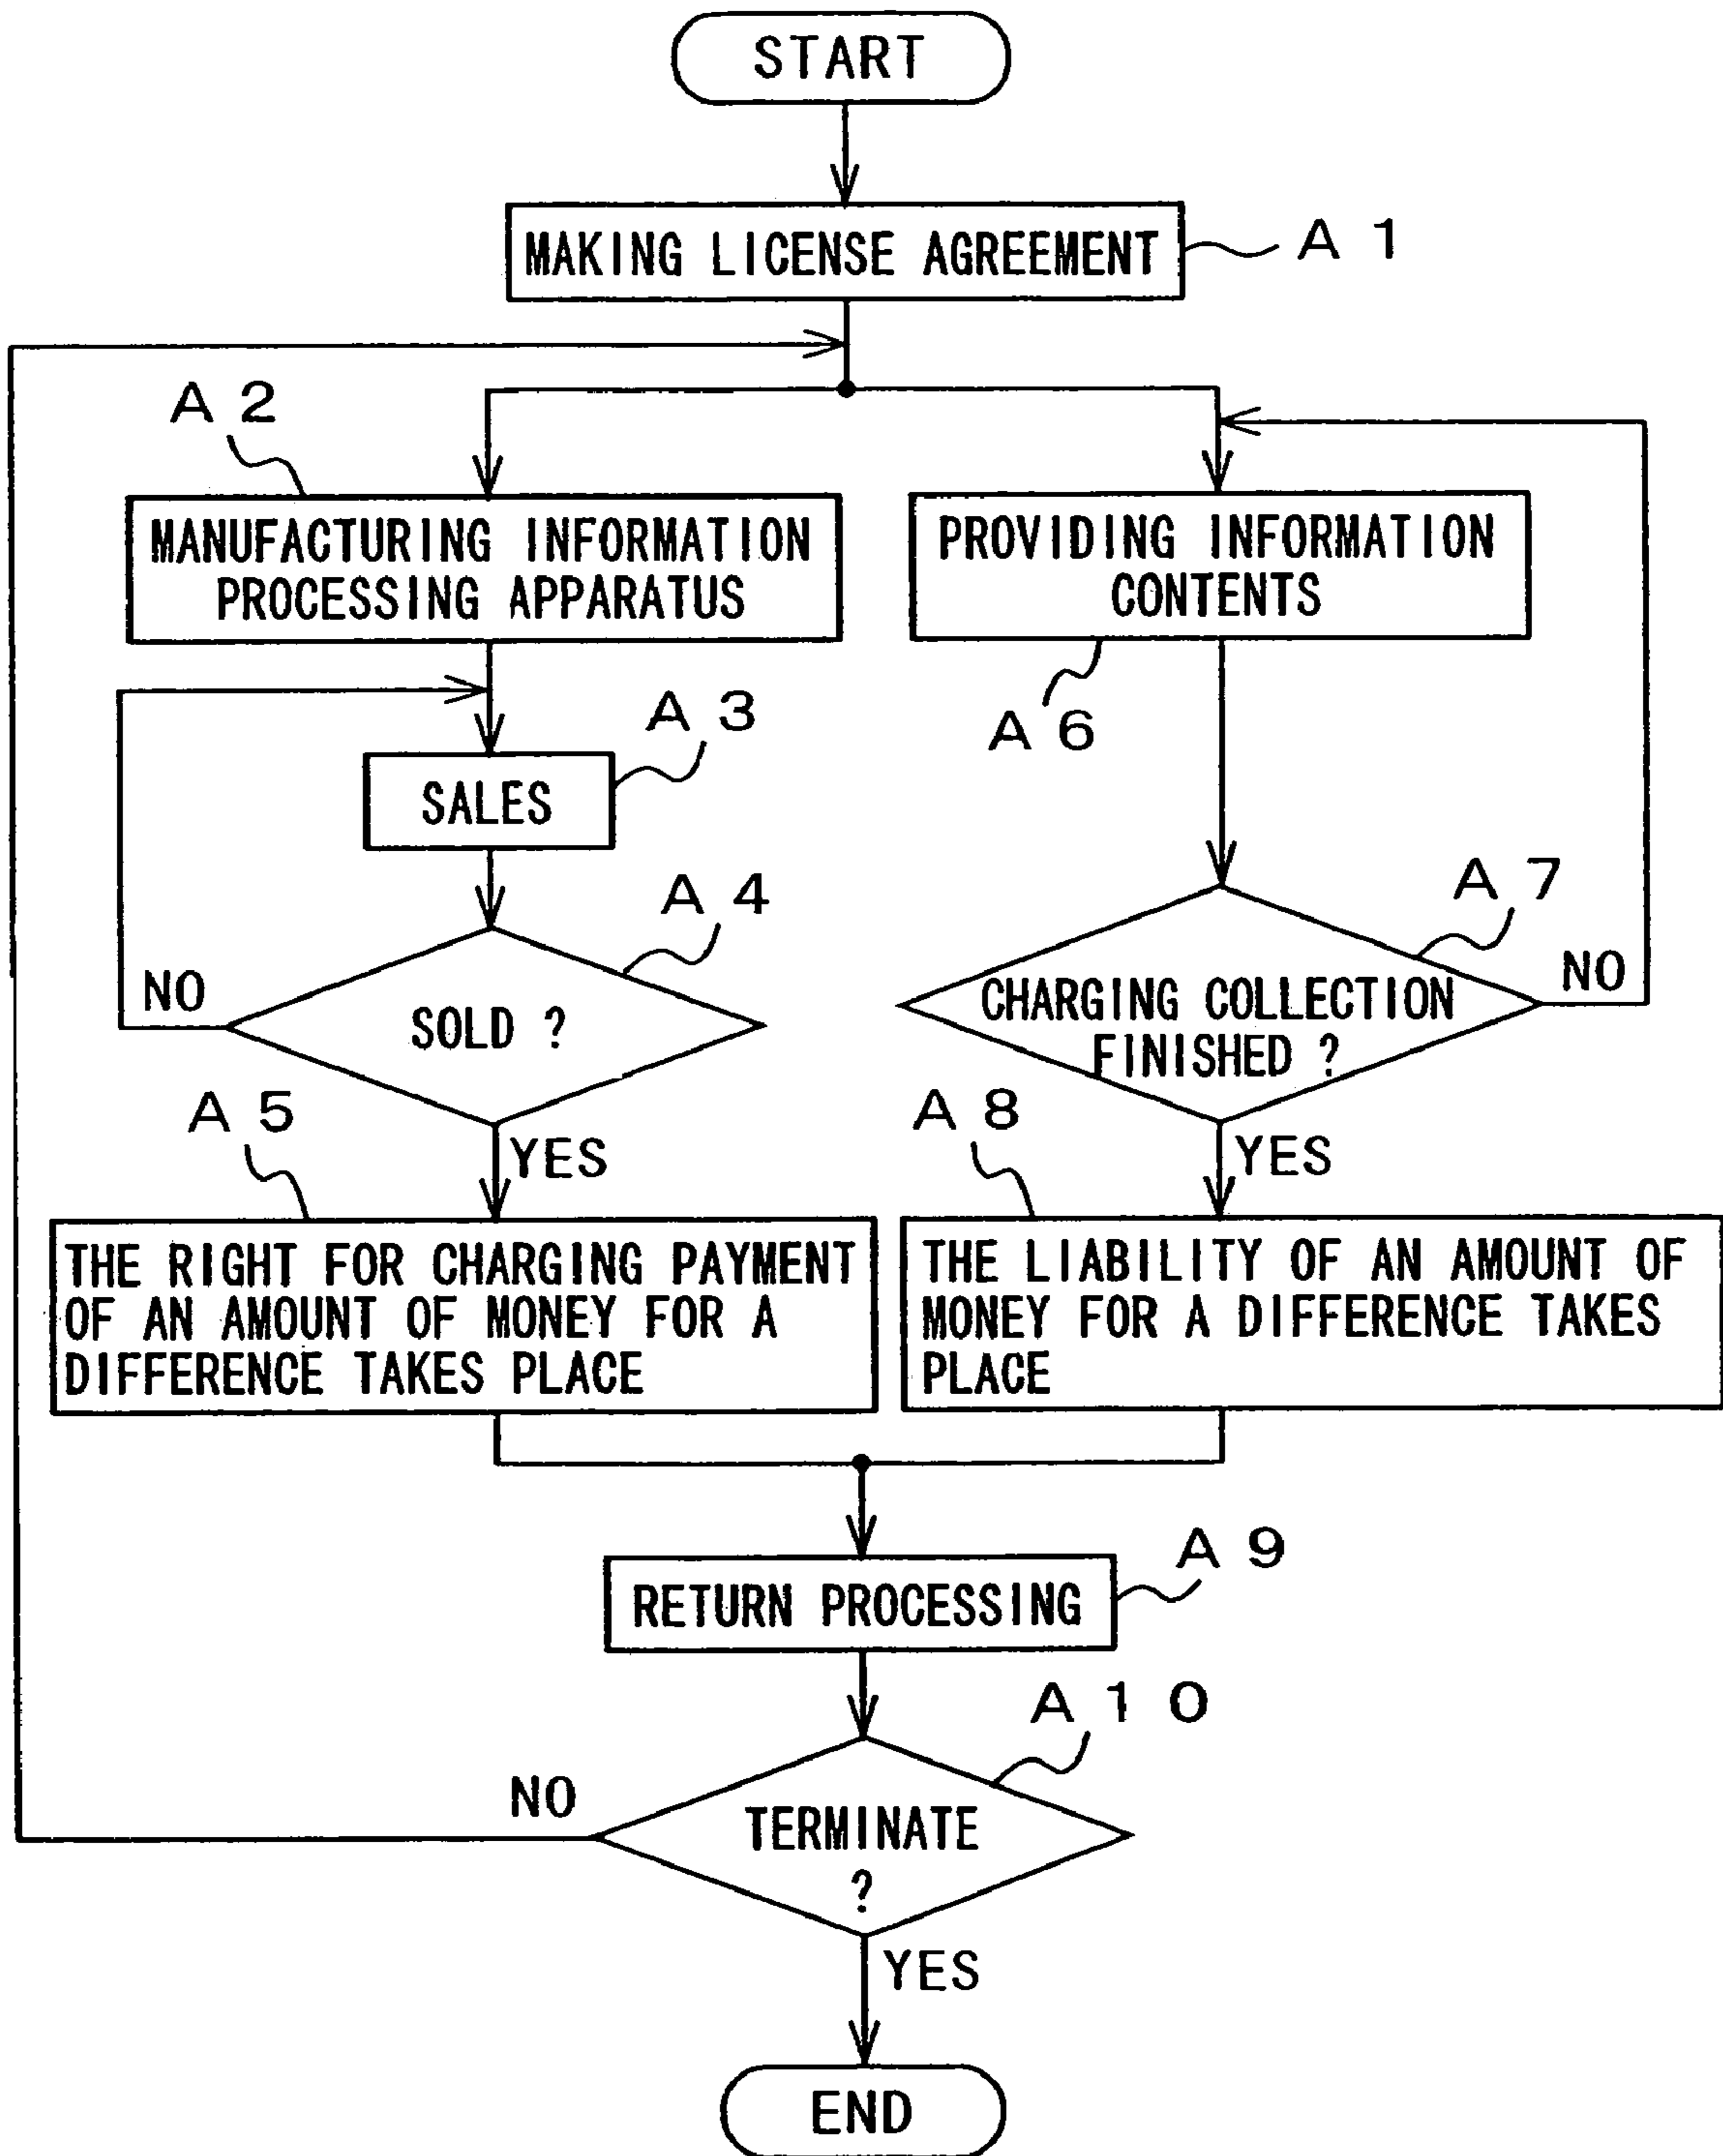 START
MAKING LICENSE AGREEMENT
A 1
A 2
MANUFACTURING INFORMATION
PROCESSING APPARATUS
PROVIDING INFORMATION
CONTENTS
A 6
A 3
SALES
A 4
SOLD ?
NO
A 7
CHARGING COLLECTION
FINISHED ?
NO
YES
A 5
THE RIGHT FOR CHARGING PAYMENT
OF AN AMOUNT OF MONEY FOR A
DIFFERENCE TAKES PLACE
YES
A 8
THE LIABILITY OF AN AMOUNT OF
MONEY FOR A DIFFERENCE TAKES
PLACE
RETURN PROCESSING
A 9
A 1 0
TERMINATE
?
NO
YES
END